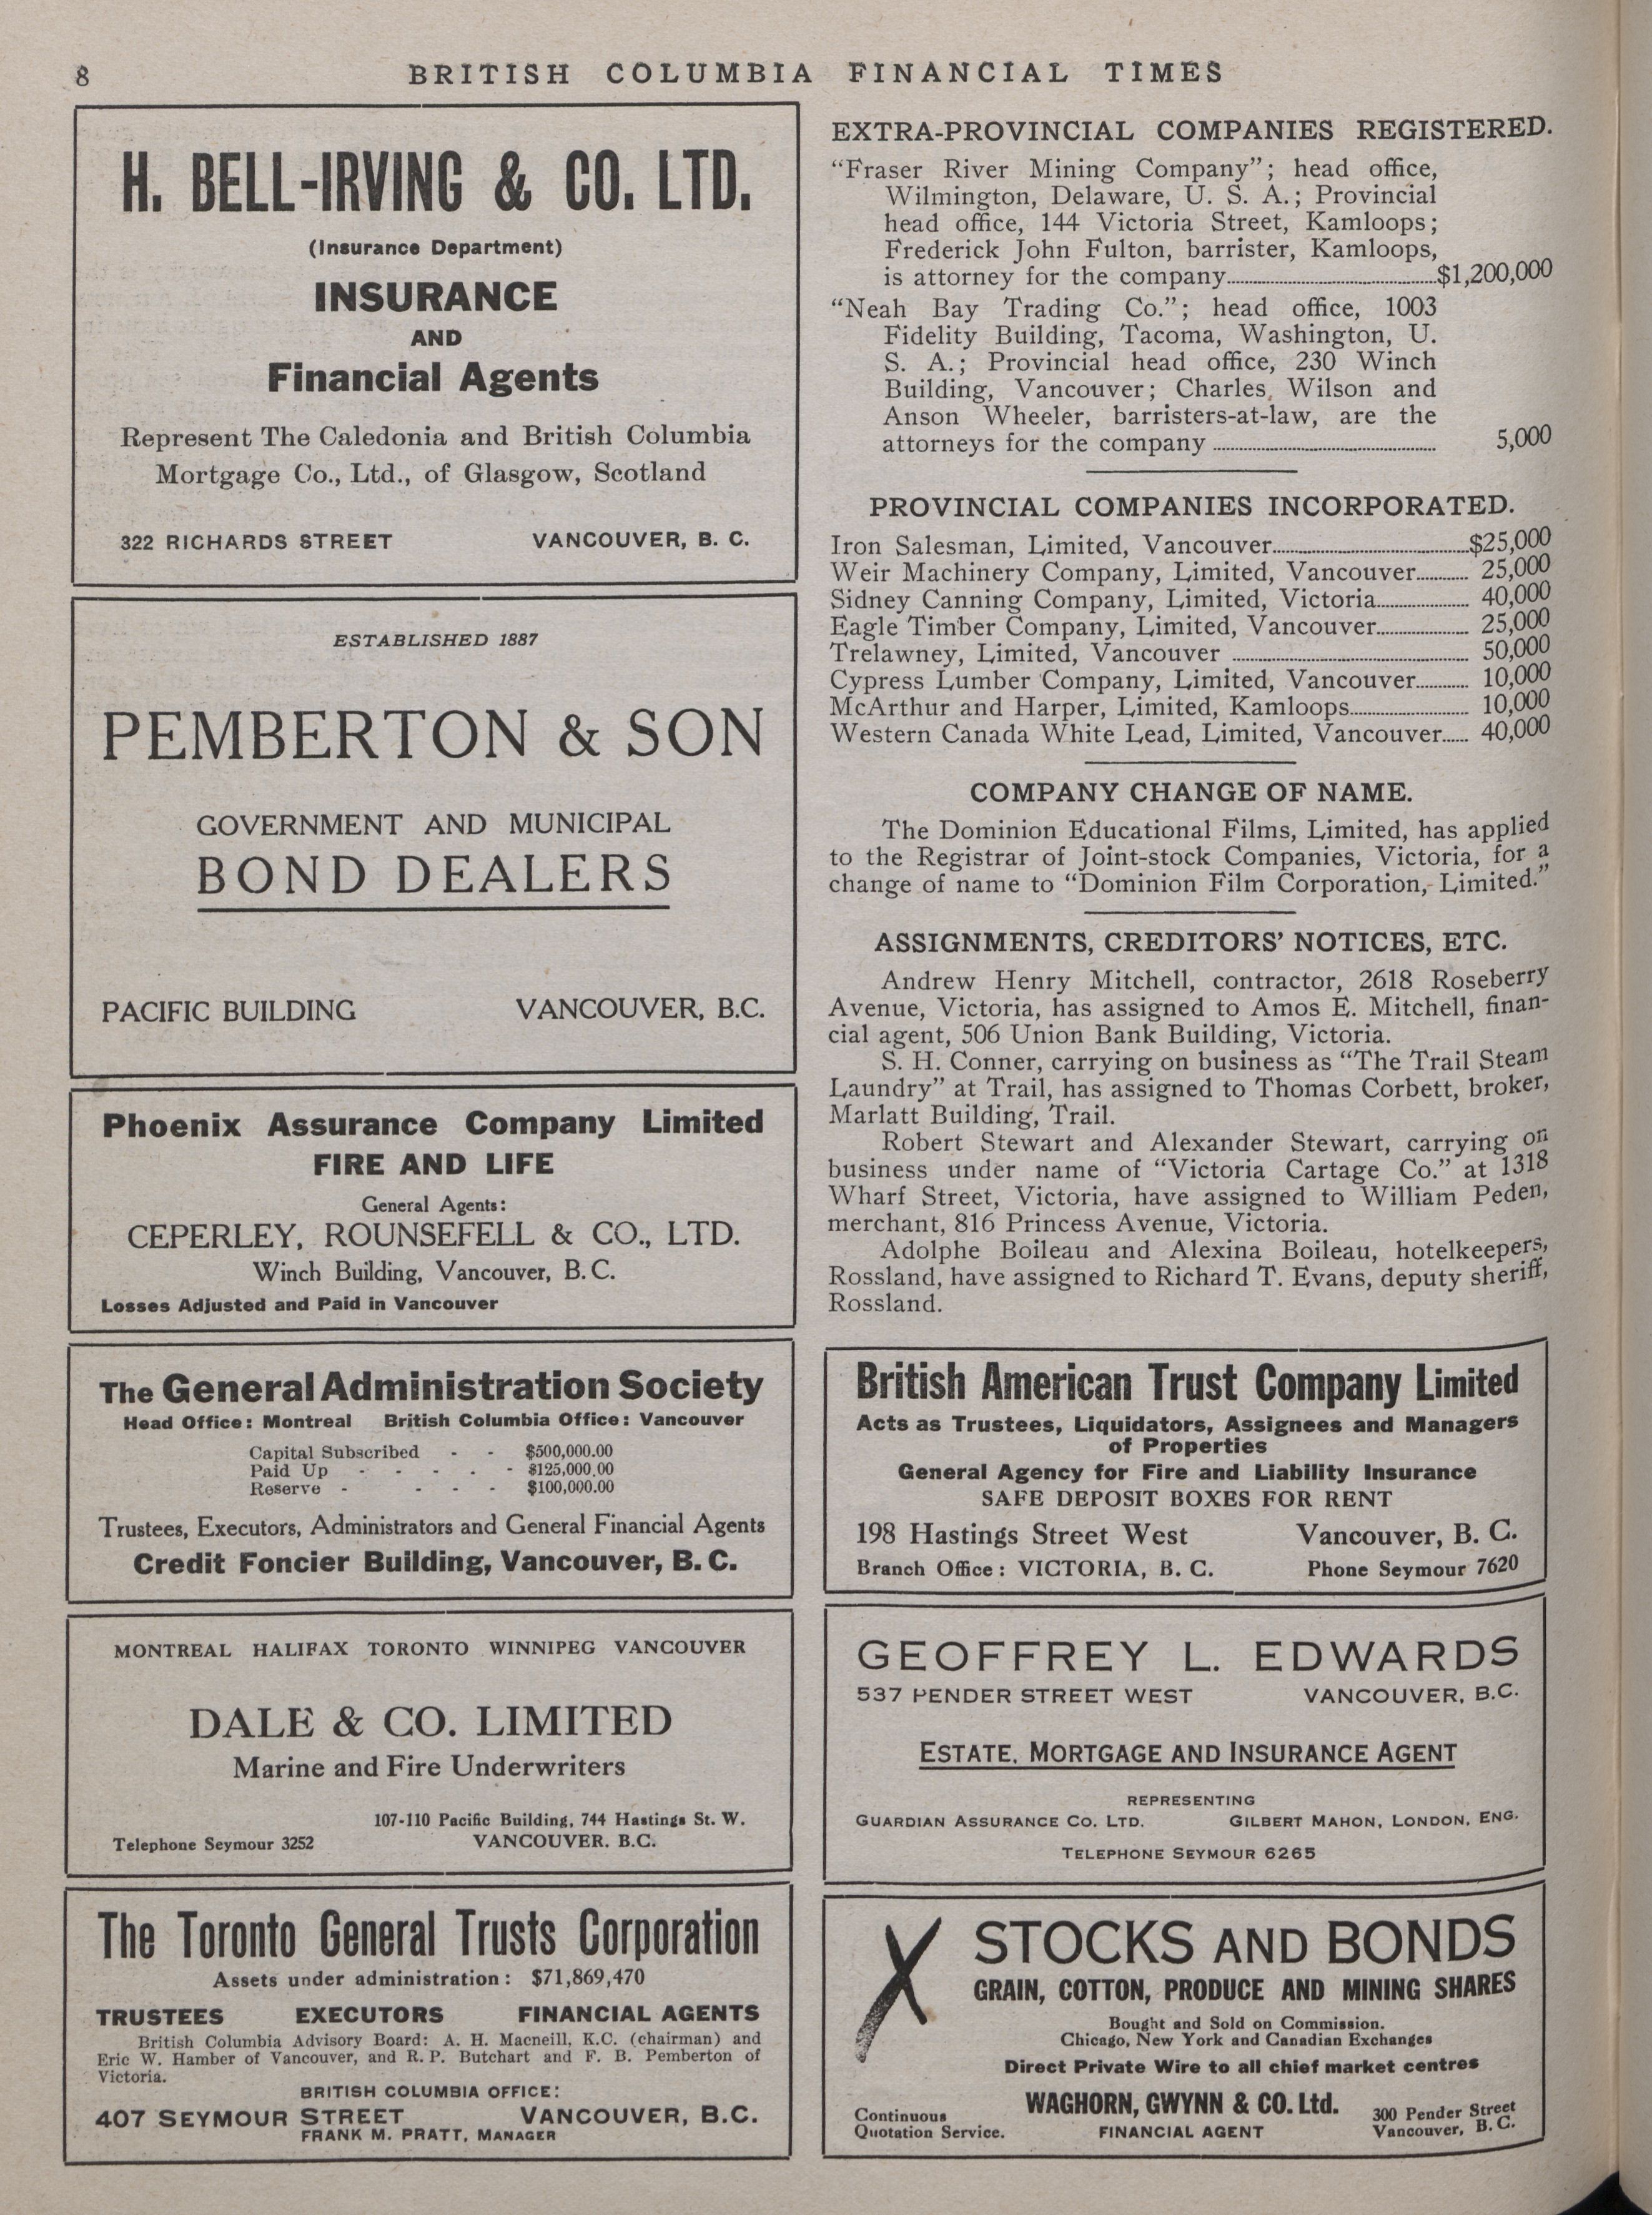 8
BRITISH COLUMBIA FINANCIAL TIMES
H. BELL-IRVING & CO. LTD.
(Insurance Department)
INSURANCE
AND
Financial Agents
Represent The Caledonia and British Columbia
Mortgage Co., Ltd., of Glasgow, Scotland
322 RICHARDS STREET VANCOUVER, B. C.
ESTABLISHED 1887
PEMBERTON & SON
GOVERNMENT AND MUNICIPAL
BOND DEALERS
PACIFIC BUILDING VANCOUVER, B.C.
Phoenix Assurance Company Limited
FIRE AND LIFE
General Agents:
CEPERLEY, ROUNSEFELL & CO., LTD.
Winch Building, Vancouver, B.C.
Losses Adjusted and Paid in Vancouver
The General Administration Society
Head Office: Montreal British Columbia Office: Vancouver
Capital Subscribed - - $500,000.00
Paid Up - - - - - $125,000.00
Reserve - - - - $100,000.00
Trustees, Executors, Administrators and General Financial Agents
Credit Foncier Building, Vancouver, B. C.
MONTREAL HALIFAX TORONTO WINNIPEG VANCOUVER
DALE & CO. LIMITED
Marine and Fire Underwriters
107-110 Pacific Building, 744 Hastings St. W.
Telephone Seymour 3252 VANCOUVER. B.C.
The Toronto General Trusts Corporation
Assets under administration: $71,869,470
TRUSTEES EXECUTORS FINANCIAL AGENTS
British Columbia Advisory Board: A. H. Macneill, K.C. (chairman) and
Eric W. Hamber of Vancouver, and R. P. Butchart and F. B. Pemberton of
Victoria.
BRITISH COLUMBIA OFFICE:
407 SEYMOUR STREET VANCOUVER, B.C.
FRANK M. PRATT, MANAGER
EXTRA-PROVINCIAL COMPANIES REGISTERED.
"Fraser River Mining Company"; head office,
Wilmington, Delaware, U. S. A.; Provincial
head office, 144 Victoria Street, Kamloops;
Frederick John Fulton, barrister, Kamloops,
is attorney for the company..............................$1,200,000
"Neah Bay Trading Co."; head office, 1003
Fidelity Building, Tacoma, Washington, U.
S. A.; Provincial head office, 230 Winch
Building, Vancouver; Charles Wilson and
Anson Wheeler, barristers-at-law, are the
attorneys for the company .............................. 5,000
PROVINCIAL COMPANIES INCORPORATED.
Iron Salesman, Limited, Vancouver..............................$25,000
Weir Machinery Company, Limited, Vancouver........... 25,000
Sidney Canning Company, Limited, Victoria.................. 40,000
Eagle Timber Company, Limited, Vancouver.................. 25,000
Trelawney, Limited, Vancouver .............................. 50,000
Cypress Lumber Company, Limited, Vancouver........... 10,000
McArthur and Harper, Limited, Kamloops..................... 10,000
Western Canada White Lead, Limited, Vancouver...... 40,000
COMPANY CHANGE OF NAME.
The Dominion Educational Films, Limited, has applied
to the Registrar of Joint-stock Companies, Victoria, for a
change of name to "Dominion Film Corporation, Limited."
ASSIGNMENTS, CREDITORS' NOTICES, ETC.
Andrew Henry Mitchell, contractor, 2618 Roseberry
Avenue, Victoria, has assigned to Amos E. Mitchell, finan-
cial agent, 506 Union Bank Building, Victoria.
S. H. Conner, carrying on business as "The Trail Steam
Laundry" at Trail, has assigned to Thomas Corbett, broker,
Marlatt Building, Trail.
Robert Stewart and Alexander Stewart, carrying on
business under name of "Victoria Cartage Co." at 1318
Wharf Street, Victoria, have assigned to William Peden,
merchant, 816 Princess Avenue, Victoria.
Adolphe Boileau and Alexina Boileau, hotelkeepers,
Rossland, have assigned to Richard T. Evans, deputy sheriff,
Rossland.
British American Trust Company Limited
Acts as Trustees, Liquidators, Assignees and Managers
of Properties
General Agency for Fire and Liability Insurance
SAFE DEPOSIT BOXES FOR RENT
198 Hastings Street West Vancouver, B. C.
Branch Office: VICTORIA, B. C. Phone Seymour 7620
GEOFFREY L. EDWARDS
537 PENDER STREET WEST VANCOUVER, B.C.
ESTATE, MORTGAGE AND INSURANCE AGENT
REPRESENTING
GUARDIAN ASSURANCE CO. LTD. GILBERT MAHON, LONDON, ENG.
TELEPHONE SEYMOUR 6265
X STOCKS AND BONDS
GRAIN, COTTON, PRODUCE AND MINING SHARES
Bought and Sold on Commission.
Chicago, New York and Canadian Exchanges
Direct Private Wire to all chief market centres
WAGHORN, GWYNN & CO. Ltd.
Continuous
Quotation Service.
FINANCIAL AGENT
300 Pender Street
Vancouver, B. C.